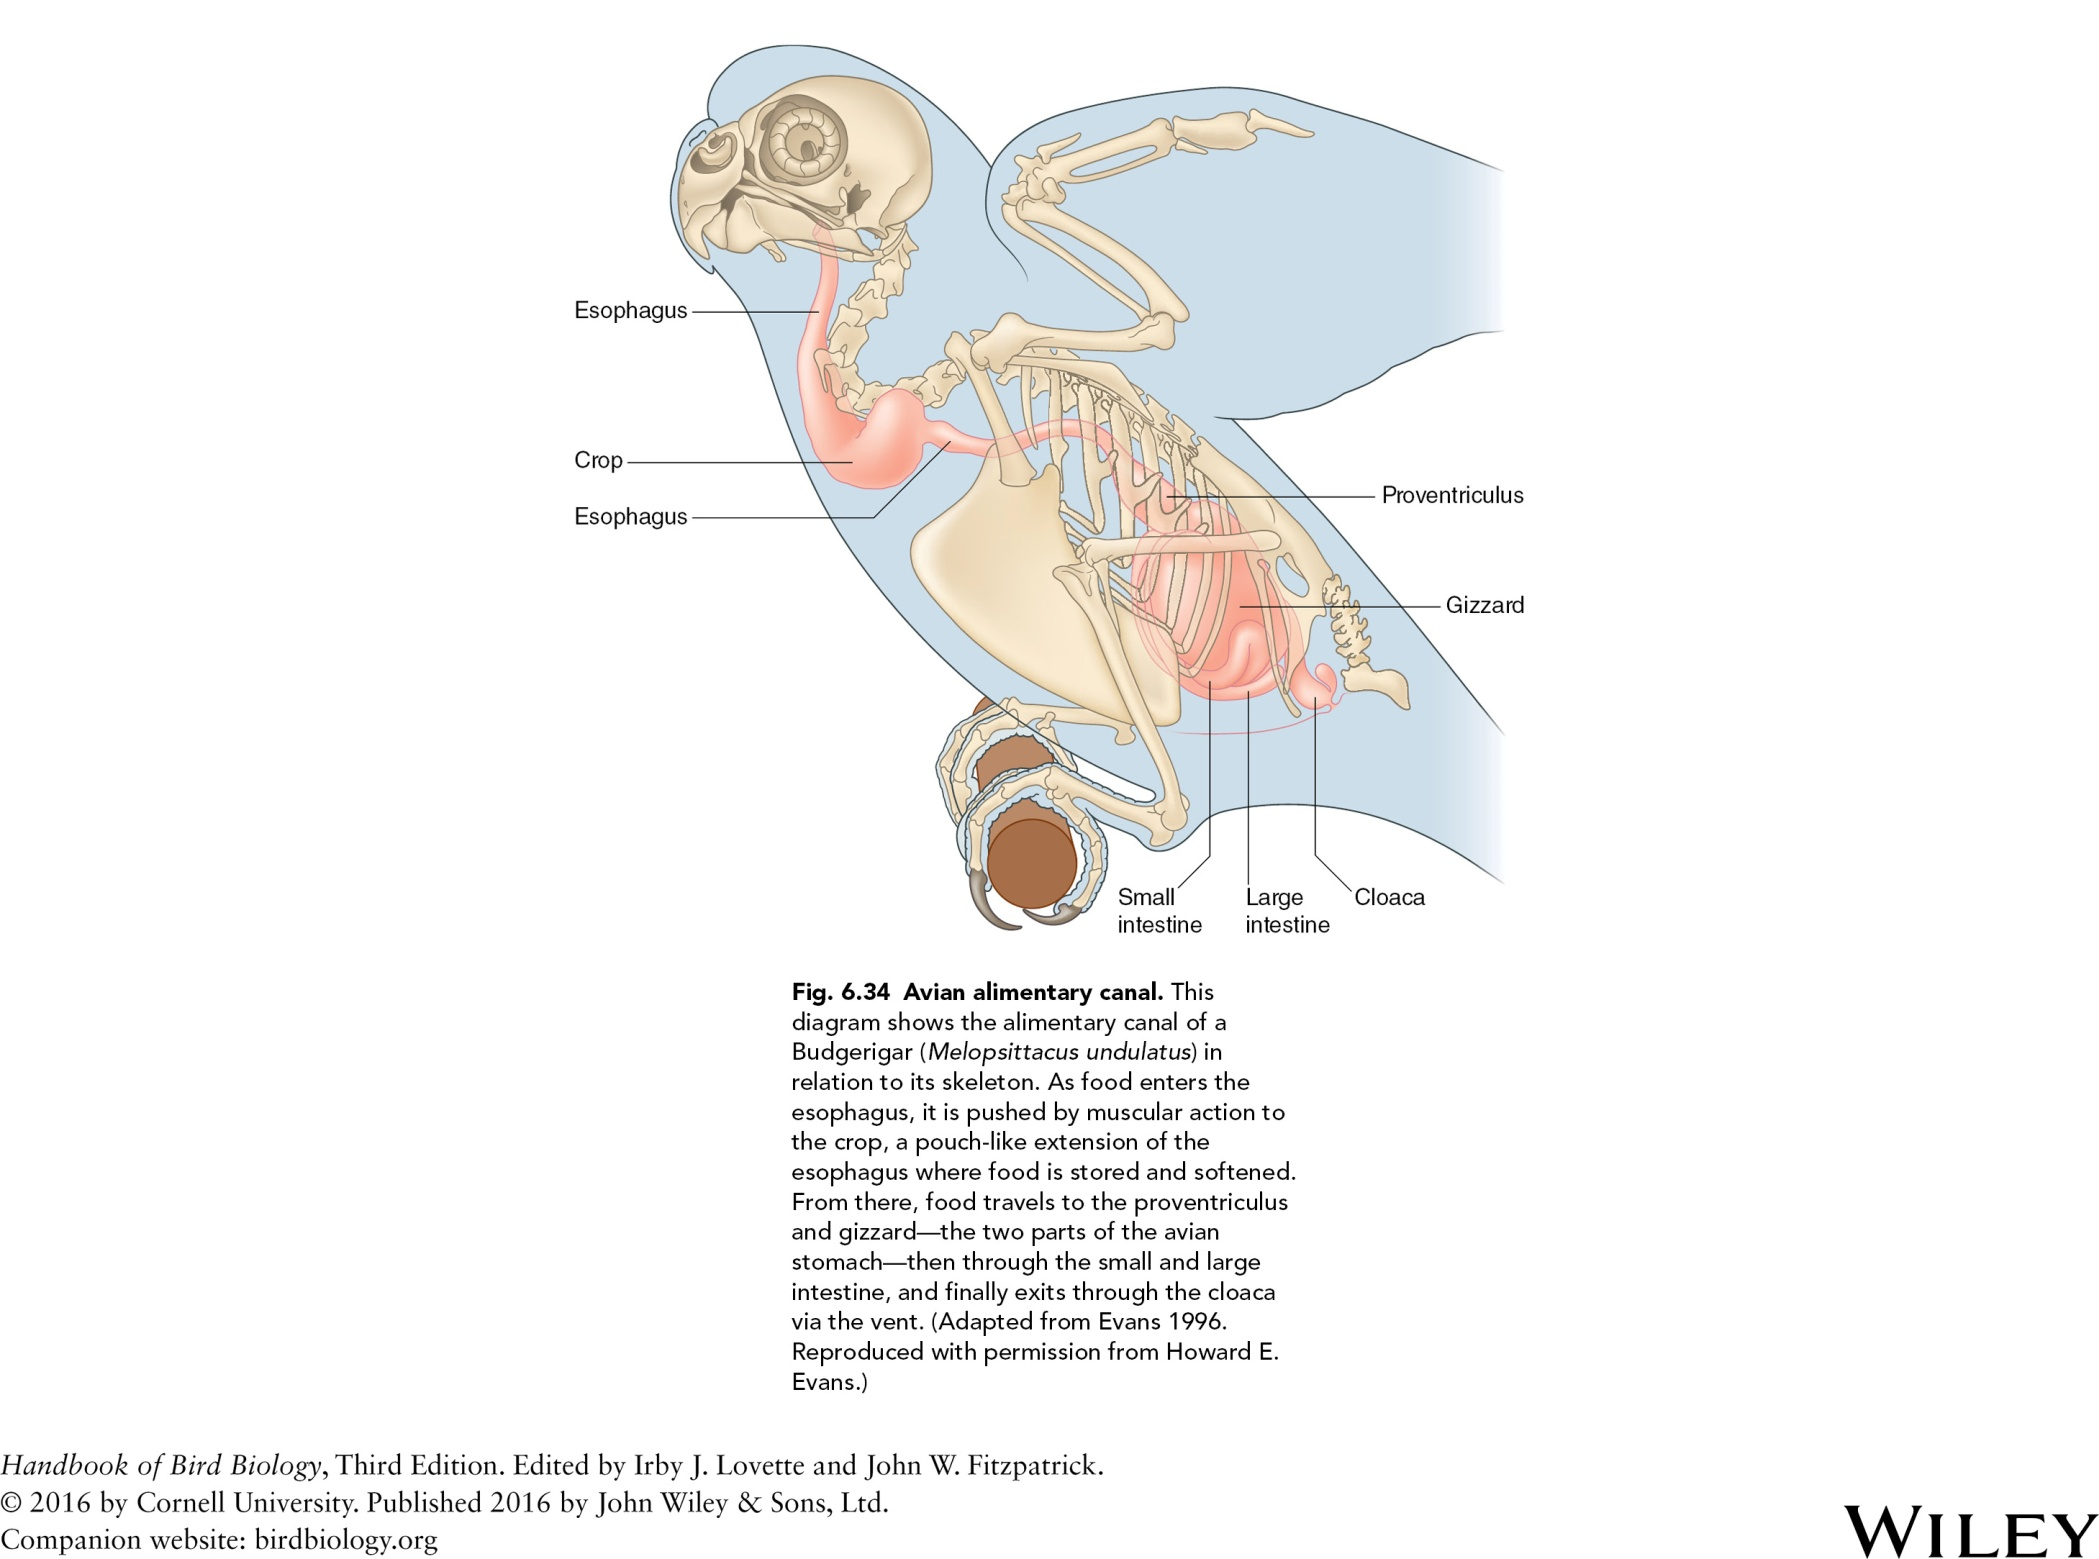 Esophagus
Crop
Esophagus
Proventriculus
Gizzard
Small
intestine
Large
intestine
Cloaca
Fig. 6.34 Avian alimentary canal. This
diagram shows the alimentary canal of a
Budgerigar (Melopsittacus undulatus) in
relation to its skeleton. As food enters the
esophagus, it is pushed by muscular action to
the crop, a pouch-like extension of the
esophagus where food is stored and softened.
From there, food travels to the proventriculus
and gizzard—the two parts of the avian
stomach—then through the small and large
intestine, and finally exits through the cloaca
via the vent. (Adapted from Evans 1996.
Reproduced with permission from Howard E.
Evans.)
Handbook of Bird Biology, Third Edition. Edited by Irby J. Lovette and John W. Fitzpatrick.
© 2016 by Cornell University. Published 2016 by John Wiley & Sons, Ltd.
Companion website: birdbiology.org
WILEY